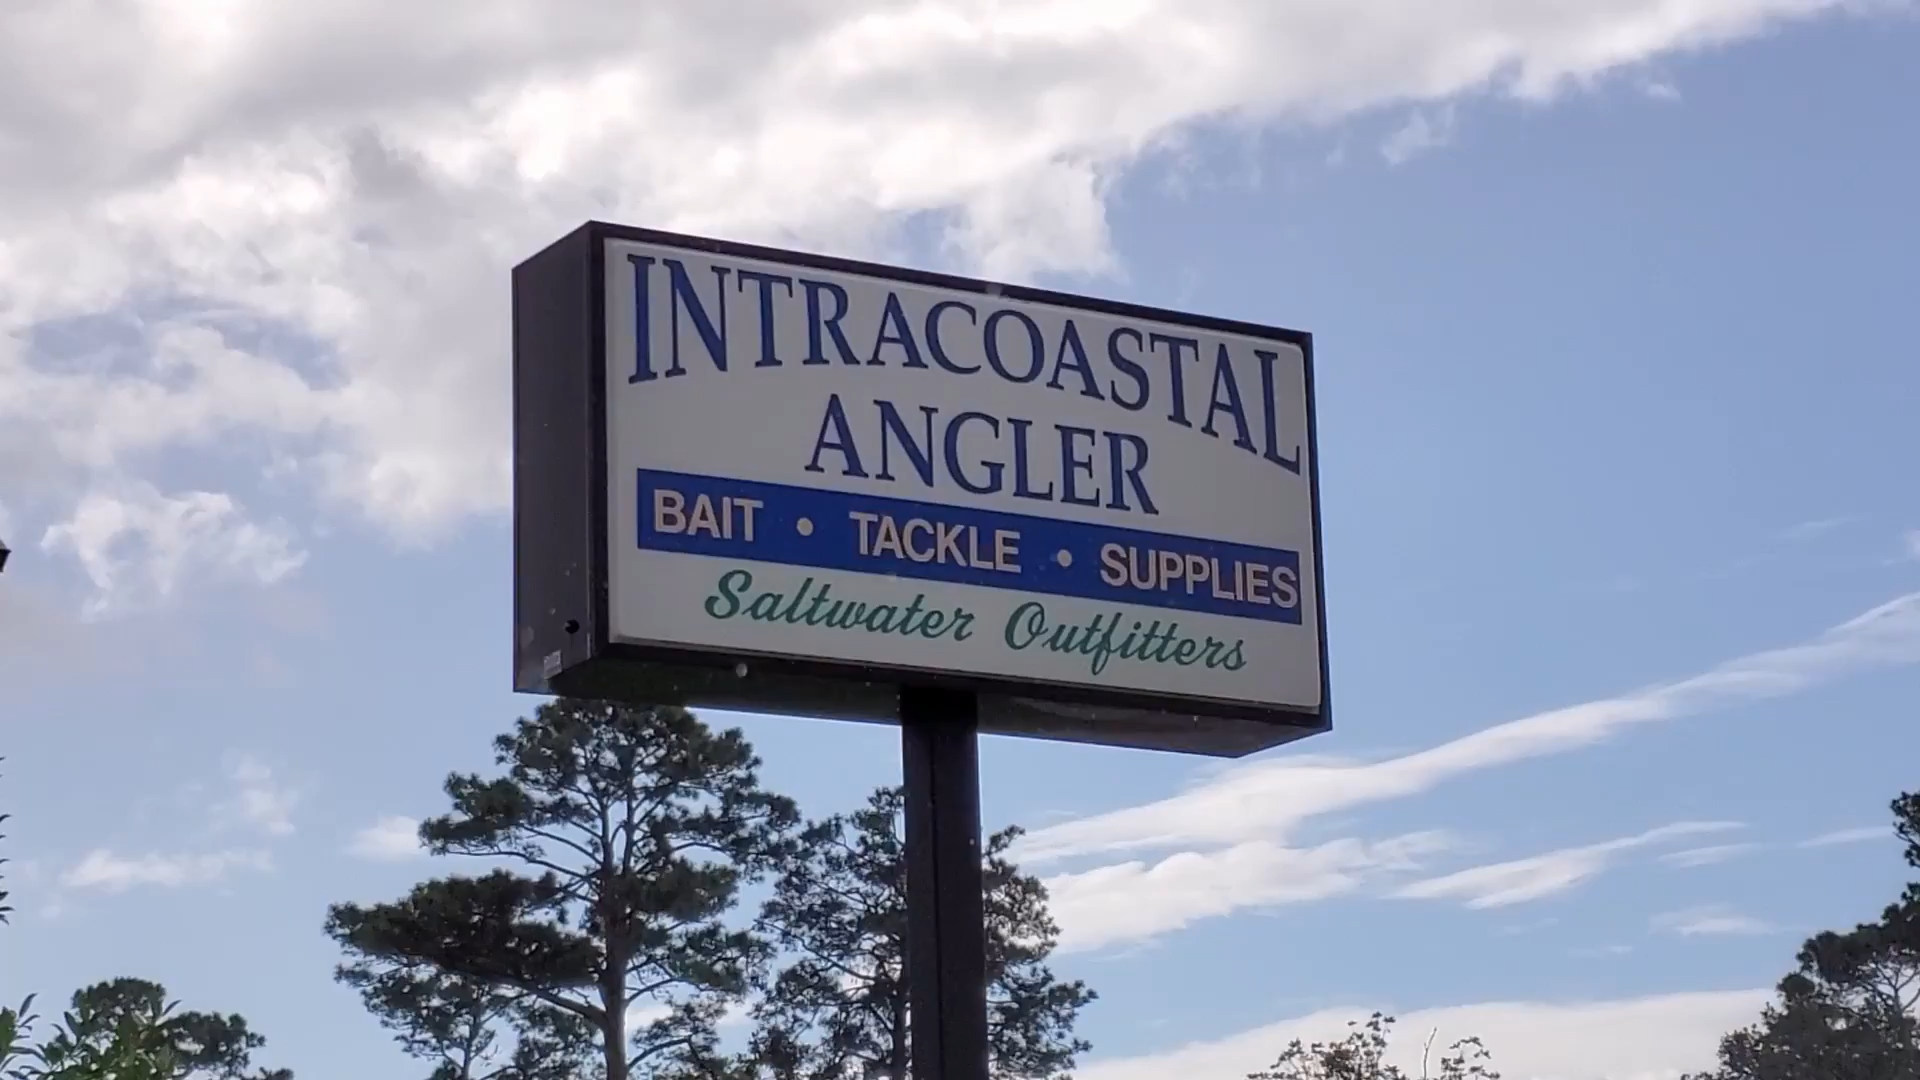 INTRACOASTAL
ANGLER
BAIT • TACKLE • SUPPLIES
Saltwater Outfitters